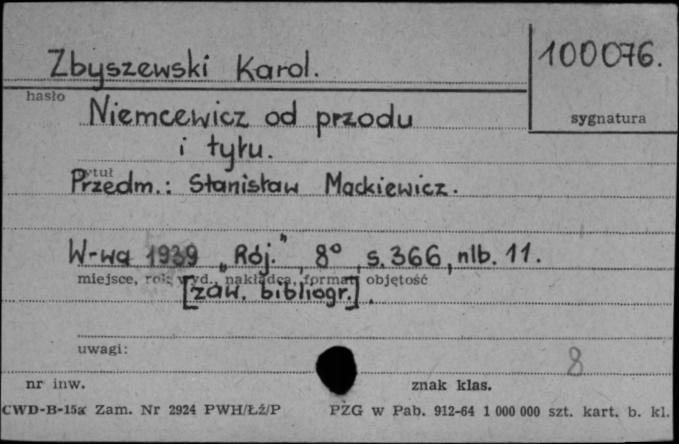 Zbyszewski Karol.
100076.
hasło
sygnatura
Niemcewicz od przodu
i tyłu.
tytuł
Przedm.: Stanisław Mackiewicz.
W-wa 1939 „Rój.”, 8°, s. 366, nlb. 11.
miejsce, rok wyd., nakładca, format, objętość
[zaw. bibliogr.].
uwagi:
8
nr inw.
znak klas.
CWD-B-15a Zam. Nr 2924 PWH/Łź/P PZG w Pab. 912-64 1 000 000 szt. kart. b. kl.